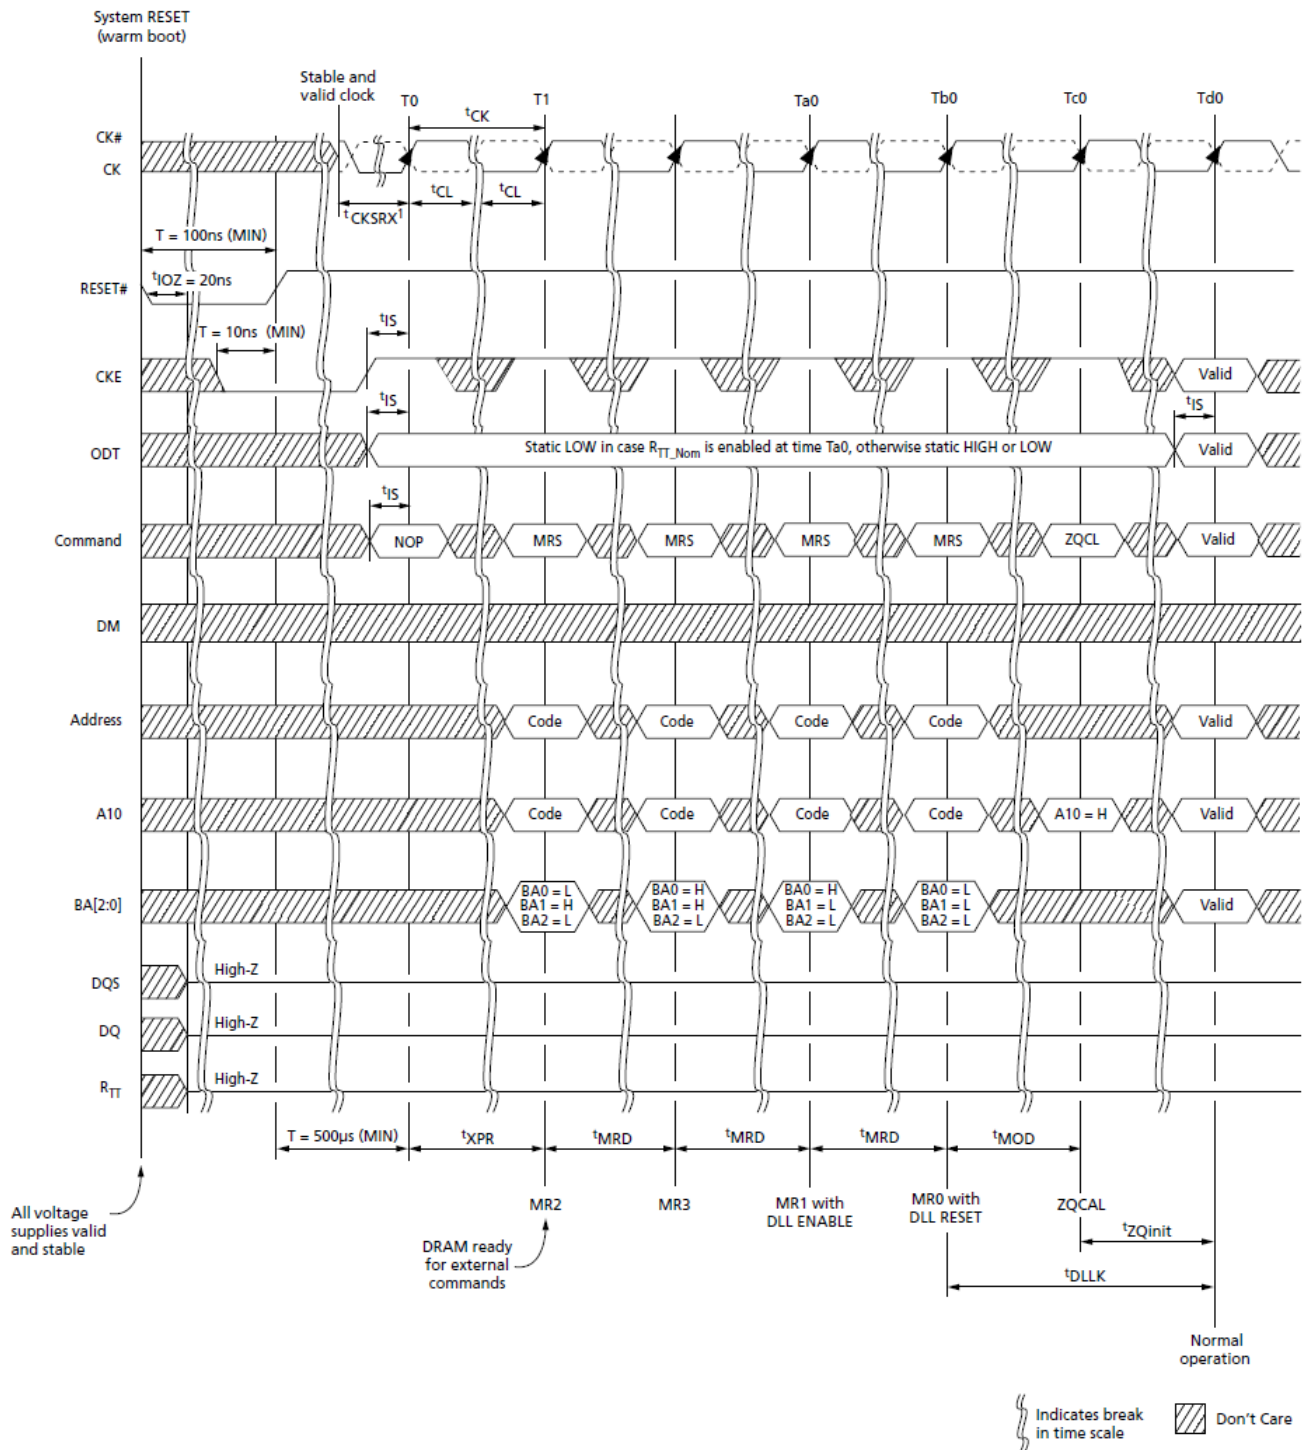 System RESET
(warm boot)
Stable and
valid clock
T0
T1
Ta0
Tb0
Tc0
Td0
tCK
CK#
CK
tCL
tCL
tCKSRX1
T = 100ns (MIN)
tIOZ = 20ns
RESET#
T = 10ns (MIN)
tIS
CKE
Valid
tIS
tIS
ODT
Static LOW in case RTT_Nom is enabled at time Ta0, otherwise static HIGH or LOW
Valid
tIS
Command
NOP
MRS
MRS
MRS
MRS
ZQCL
Valid
DM
Address
Code
Code
Code
Code
Valid
A10
Code
Code
Code
Code
A10 = H
Valid
BA[2:0]
BA0 = L
BA1 = H
BA2 = L
BA0 = H
BA1 = H
BA2 = L
BA0 = H
BA1 = L
BA2 = L
BA0 = L
BA1 = L
BA2 = L
Valid
DQS
High-Z
DQ
High-Z
RTT
High-Z
T = 500µs (MIN)
tXPR
tMRD
tMRD
tMRD
tMOD
All voltage
supplies valid
and stable
MR2
MR3
MR1 with
DLL ENABLE
MR0 with
DLL RESET
ZQCAL
tZQinit
DRAM ready
for external
commands
tDLLK
Normal
operation
Indicates break
in time scale
Don't Care